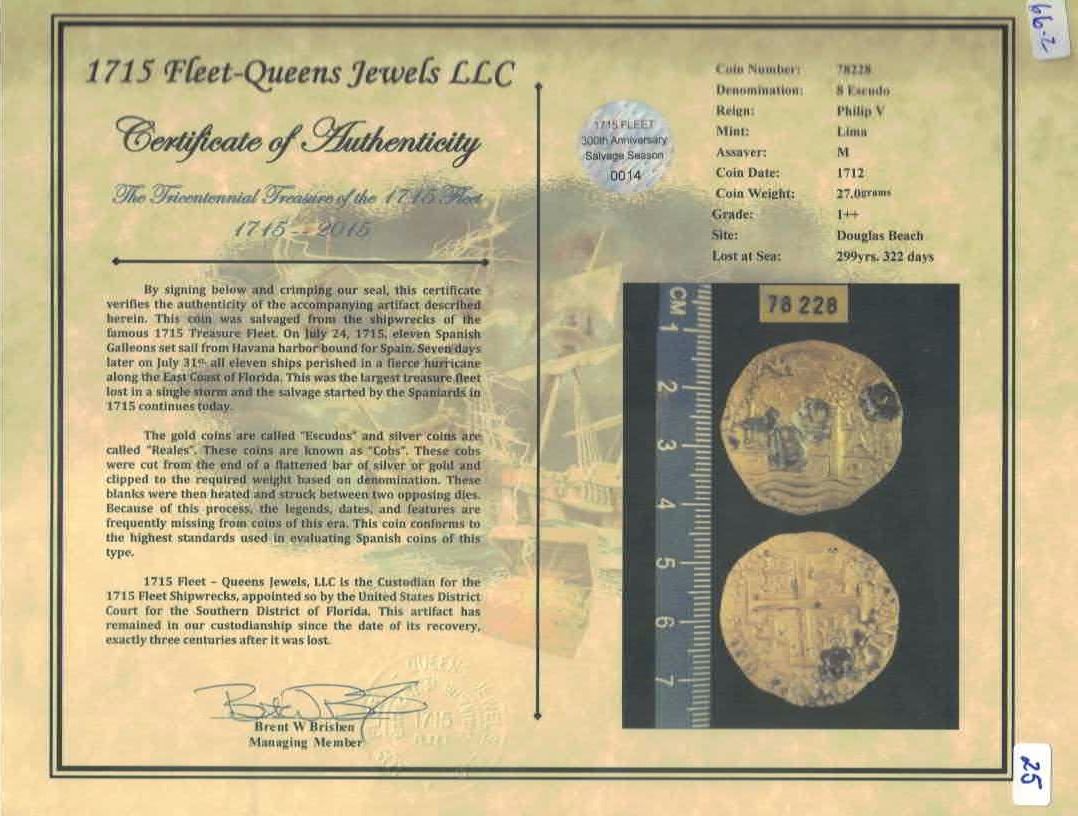 1715 Fleet-Queens Jewels LLC
Certificate of Authenticity
The Tricentennial Treasure of the 1715 Fleet
1715 -- 2015
By signing below and crimping our seal, this certificate
verifies the authenticity of the accompanying artifact described
herein. This coin was salvaged from the shipwrecks of the
famous 1715 Treasure Fleet. On July 24, 1715, eleven Spanish
Galleons set sail from Havana harbor bound for Spain. Seven days
later on July 31st all eleven ships perished in a fierce hurricane
along the East Coast of Florida. This was the largest treasure fleet
lost in a single storm and the salvage started by the Spaniards in
1715 continues today.
The gold coins are called "Escudos" and silver coins are
called "Reales". These coins are known as "Cobs". These cobs
were cut from the end of a flattened bar of silver or gold and
clipped to the required weight based on denomination. These
blanks were then heated and struck between two opposing dies.
Because of this process, the legends, dates, and features are
frequently missing from coins of this era. This coin conforms to
the highest standards used in evaluating Spanish coins of this
type.
1715 Fleet – Queens Jewels, LLC is the Custodian for the
1715 Fleet Shipwrecks, appointed so by the United States District
Court for the Southern District of Florida. This artifact has
remained in our custodianship since the date of its recovery,
exactly three centuries after it was lost.
Brent W Brisben
Managing Member
1715 FLEET
300th Anniversary
Salvage Season
0014
Coin Number: 78228
Denomination: 8 Escudo
Reign: Philip V
Mint: Lima
Assayer: M
Coin Date: 1712
Coin Weight: 27.0grams
Grade: 1++
Site: Douglas Beach
Lost at Sea: 299yrs. 322 days
78 228
CM 1 2 3 4 5 6 7
66-2
25